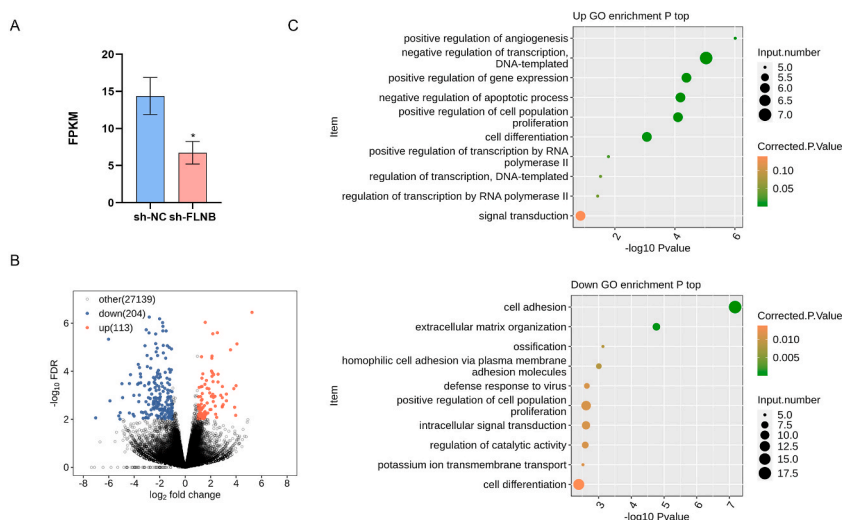 A
FPKM
20
15
10
5
0
*
sh-NC sh-FLNB
B
other(27139)
down(204)
up(113)
-log10 FDR
6
4
2
0
-8 -6 -4 -2 0 2 4 6 8
log2 fold change
C
Up GO enrichment P top
Item
positive regulation of angiogenesis
negative regulation of transcription,
DNA-templated
positive regulation of gene expression
negative regulation of apoptotic process
positive regulation of cell population
proliferation
cell differentiation
positive regulation of transcription by RNA
polymerase II
regulation of transcription, DNA-templated
regulation of transcription by RNA polymerase II
signal transduction
2 4 6
-log10 Pvalue
Input.number
5.0
5.5
6.0
6.5
7.0
Corrected.P.Value
0.10
0.05
Down GO enrichment P top
Item
cell adhesion
extracellular matrix organization
ossification
homophilic cell adhesion via plasma membrane
adhesion molecules
defense response to virus
positive regulation of cell population
proliferation
intracellular signal transduction
regulation of catalytic activity
potassium ion transmembrane transport
cell differentiation
3 4 5 6 7
-log10 Pvalue
Corrected.P.Value
0.010
0.005
Input.number
5.0
7.5
10.0
12.5
15.0
17.5